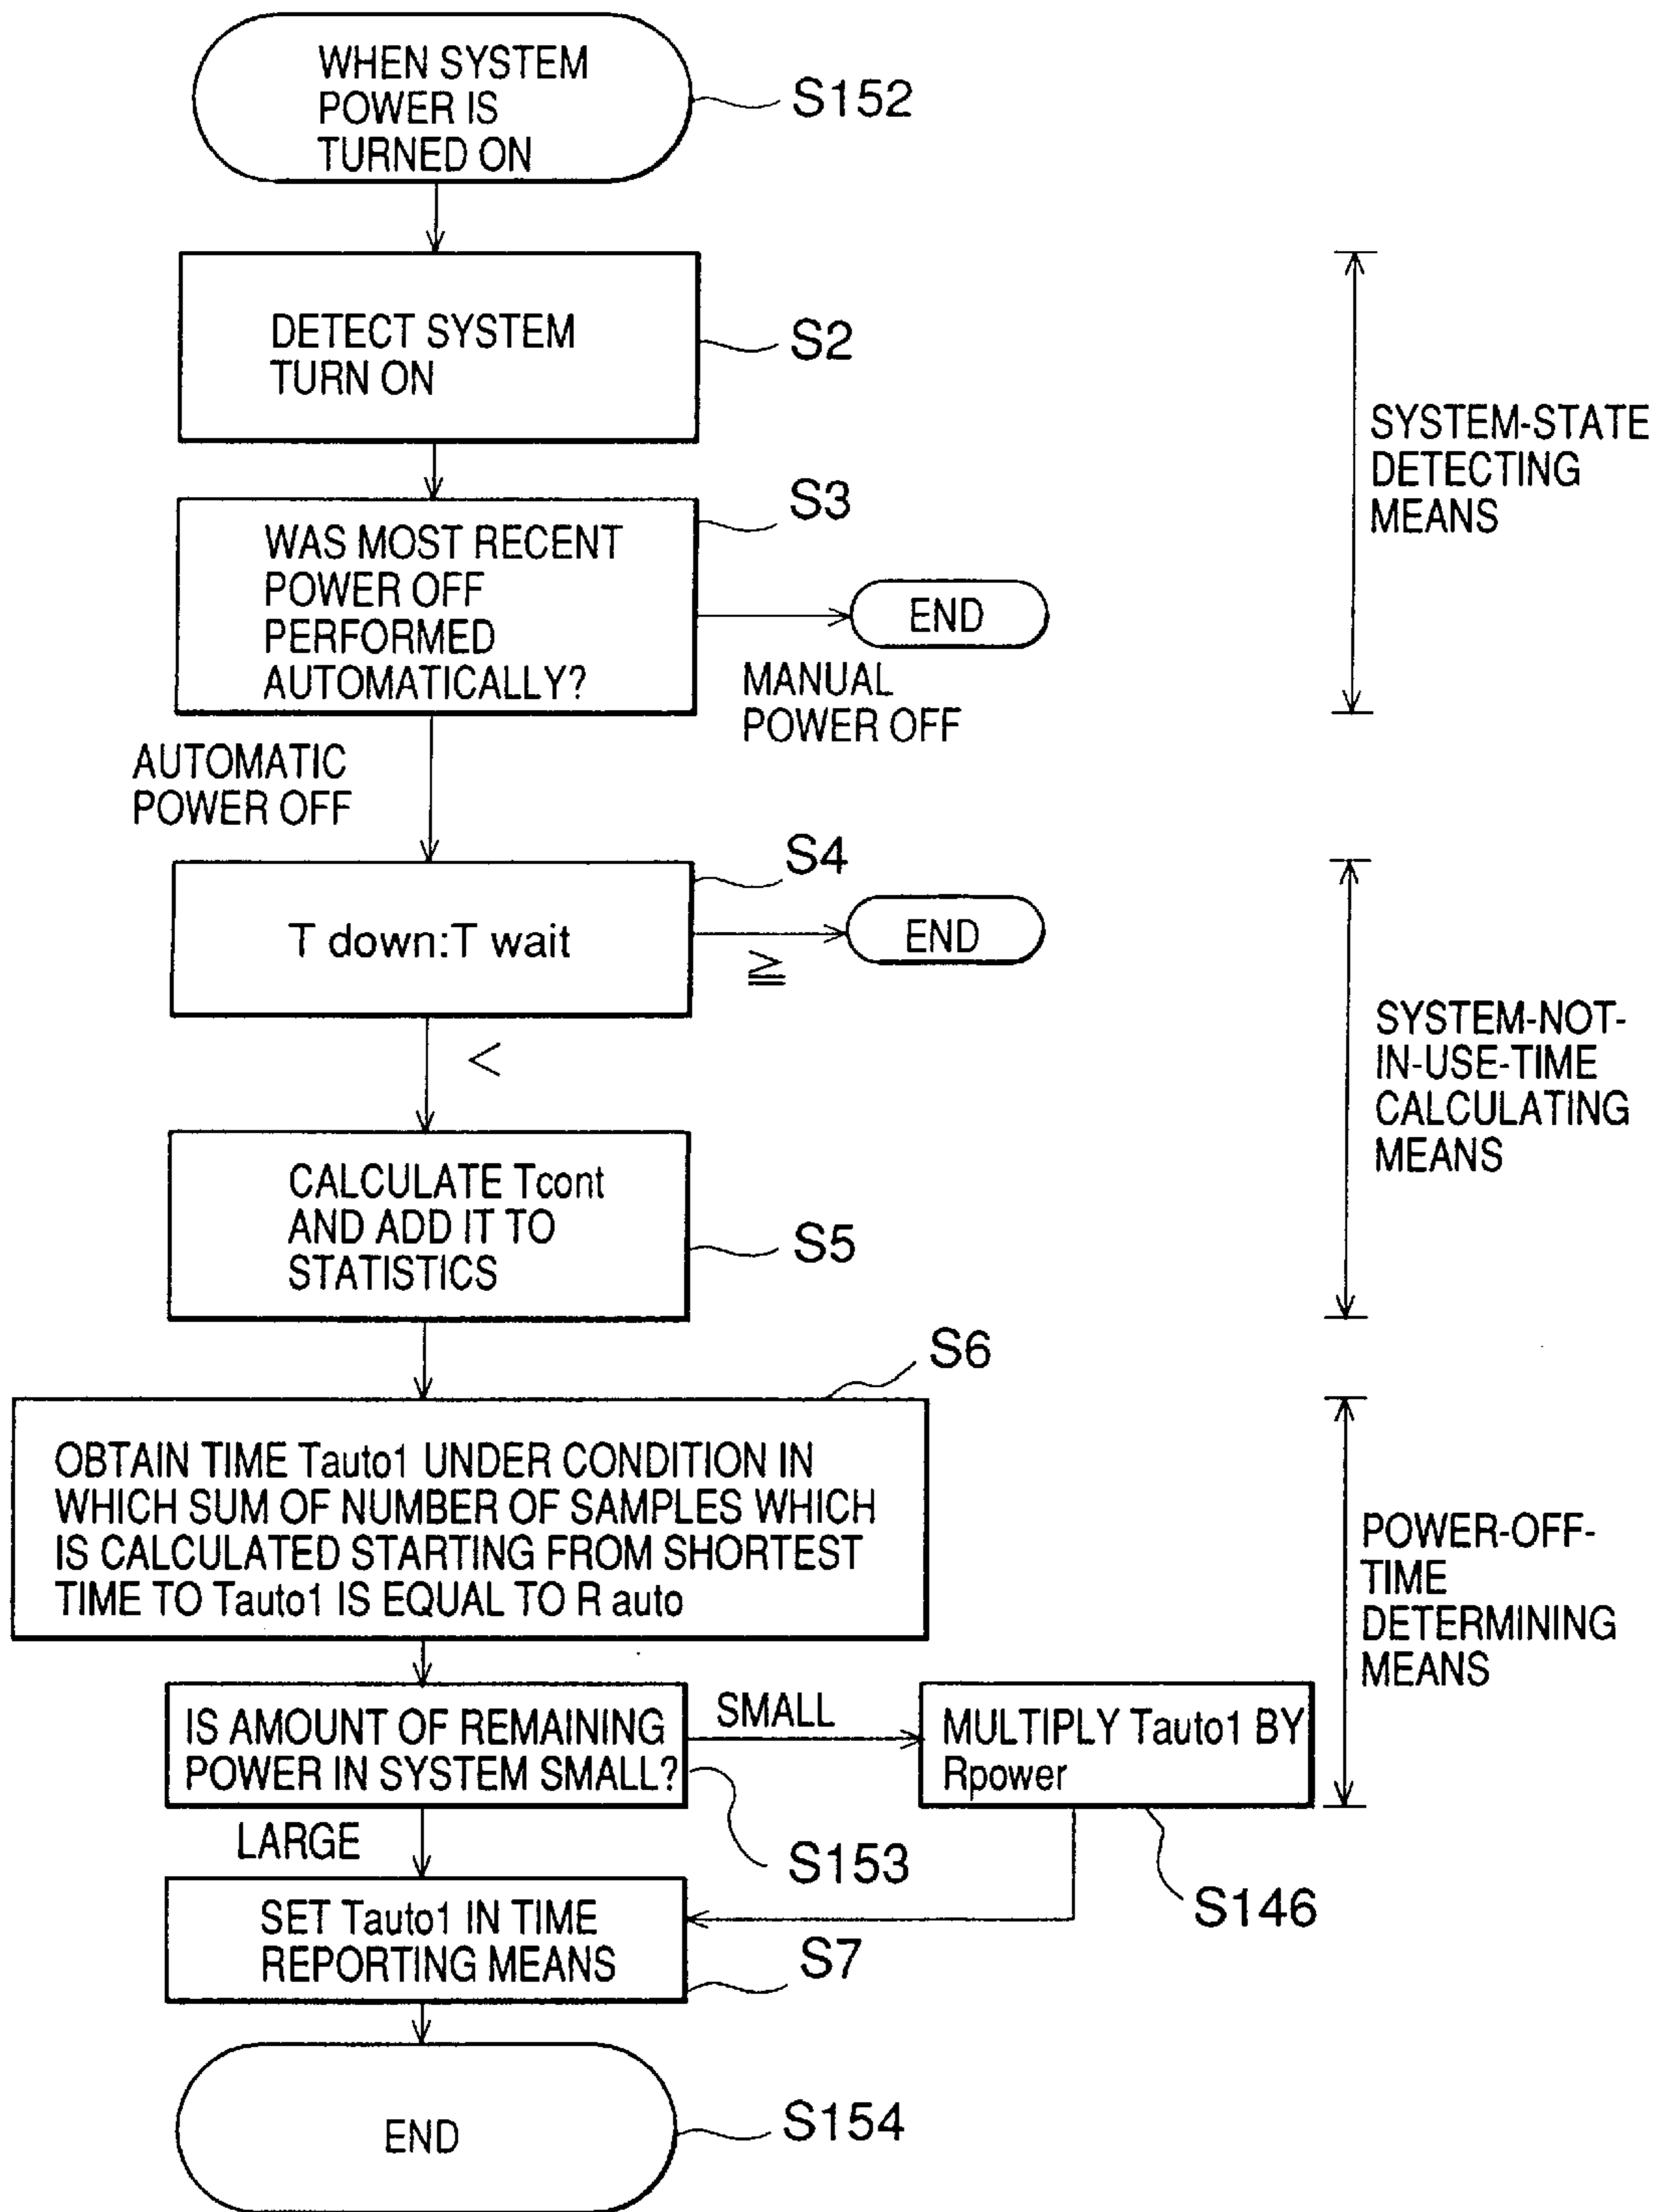 WHEN SYSTEM
POWER IS
TURNED ON
S152
DETECT SYSTEM
TURN ON
S2
SYSTEM-STATE
DETECTING
MEANS
S3
WAS MOST RECENT
POWER OFF
PERFORMED
AUTOMATICALLY?
END
MANUAL
POWER OFF
AUTOMATIC
POWER OFF
S4
T down:T wait
≧
END
<
SYSTEM-NOT-
IN-USE-TIME
CALCULATING
MEANS
CALCULATE Tcont
AND ADD IT TO
STATISTICS
S5
S6
OBTAIN TIME Tauto1 UNDER CONDITION IN
WHICH SUM OF NUMBER OF SAMPLES WHICH
IS CALCULATED STARTING FROM SHORTEST
TIME TO Tauto1 IS EQUAL TO R auto
POWER-OFF-
TIME
DETERMINING
MEANS
IS AMOUNT OF REMAINING
POWER IN SYSTEM SMALL?
SMALL
MULTIPLY Tauto1 BY
Rpower
LARGE
S153
S146
SET Tauto1 IN TIME
REPORTING MEANS
S7
END
S154